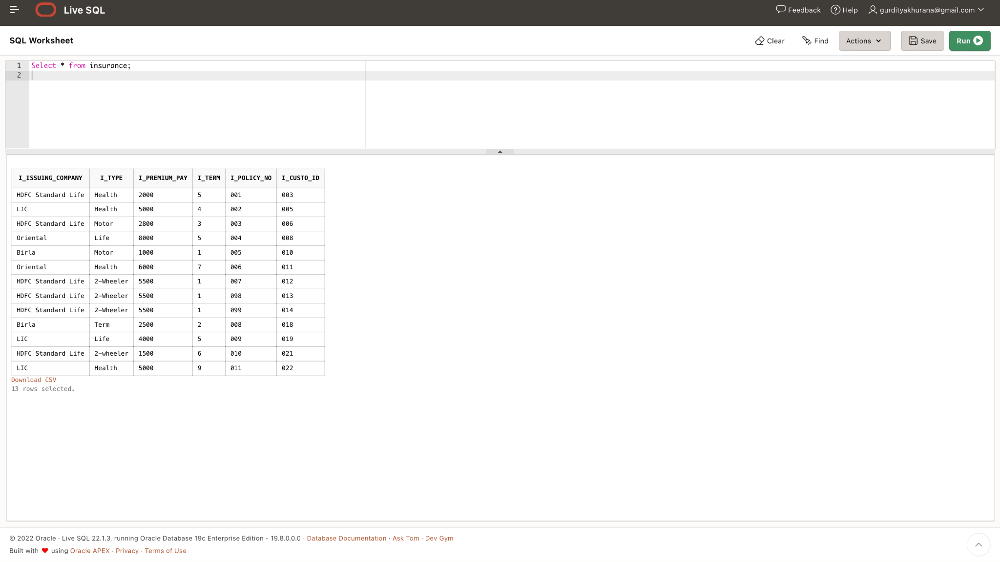 Live SQL
Feedback Help gurdityakhurana@gmail.com
SQL Worksheet
Clear Find Actions Save Run
1 Select * from insurance;
2
I_ISSUING_COMPANY I_TYPE I_PREMIUM_PAY I_TERM I_POLICY_NO I_CUSTO_ID
HDFC Standard Life Health 2000 5 001 003
LIC Health 5000 4 002 005
HDFC Standard Life Motor 2800 3 003 006
Oriental Life 8000 5 004 008
Birla Motor 1000 1 005 010
Oriental Health 6000 7 006 011
HDFC Standard Life 2-Wheeler 5500 1 007 012
HDFC Standard Life 2-Wheeler 5500 1 098 013
HDFC Standard Life 2-Wheeler 5500 1 099 014
Birla Term 2500 2 008 018
LIC Life 4000 5 009 019
HDFC Standard Life 2-wheeler 1500 6 010 021
LIC Health 5000 9 011 022
Download CSV
13 rows selected.
© 2022 Oracle · Live SQL 22.1.3, running Oracle Database 19c Enterprise Edition - 19.8.0.0.0 · Database Documentation · Ask Tom · Dev Gym
Built with ❤ using Oracle APEX · Privacy · Terms of Use